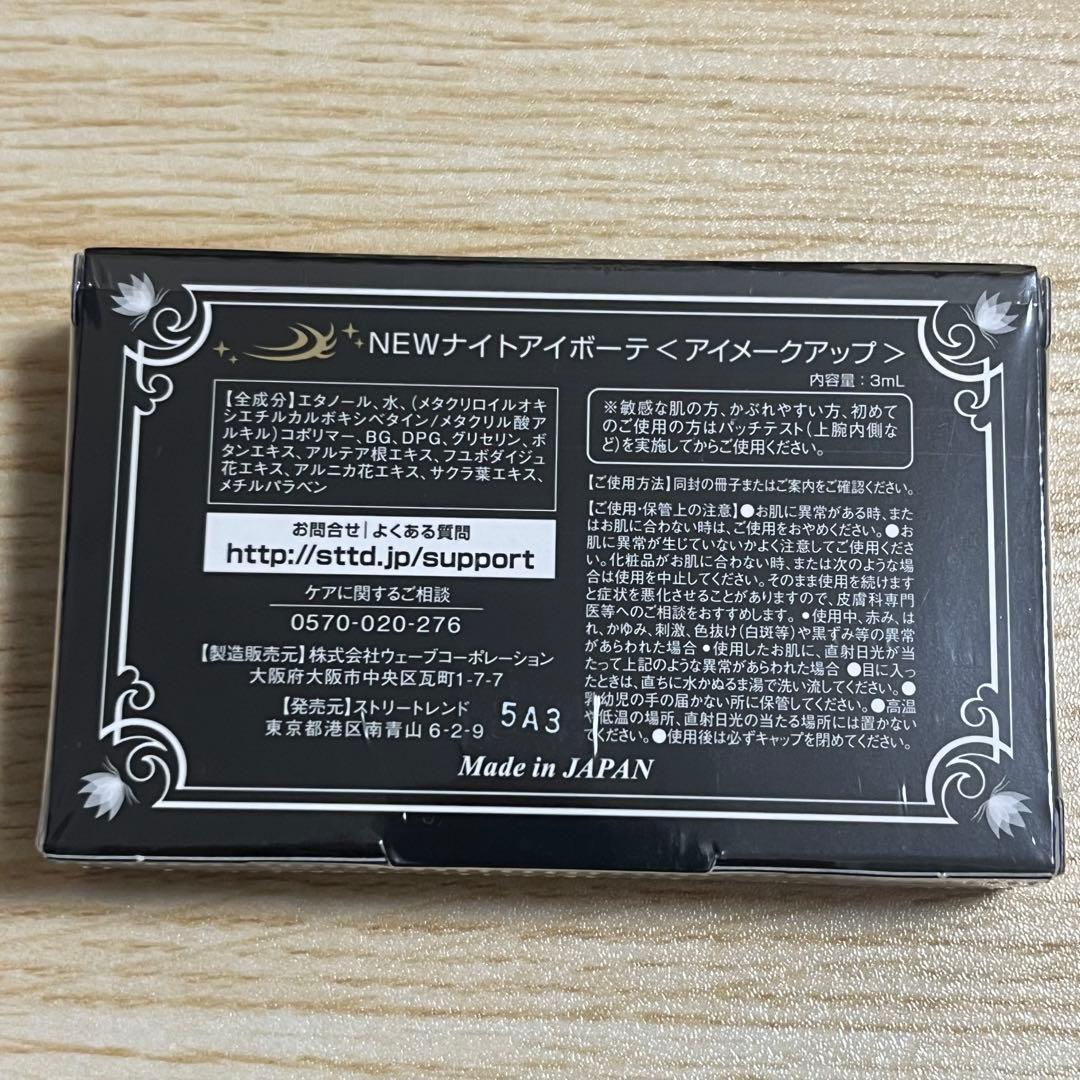 NEWナイトアイボーテ<アイメークアップ>
内容量:3mL
【全成分】エタノール、水、(メタクリロイルオキ
シエチルカルボキシベタイン/メタクリル酸ア
ルキル)コポリマー、BG、DPG、グリセリン、ボ
タンエキス、アルテア根エキス、フユボダイジュ
花エキス、アルニカ花エキス、サクラ葉エキス、
メチルパラベン
お問合せ|よくある質問
http://sttd.jp/support
ケアに関するご相談
0570-020-276
【製造販売元】株式会社ウェーブコーポレーション
大阪府大阪市中央区瓦町1-7-7
【発売元】ストリートレンド
東京都港区南青山 6-2-9
5A3
※敏感な肌の方、かぶれやすい方、初めて
のご使用の方はパッチテスト(上腕内側な
ど)を実施してからご使用ください。
【ご使用方法】同封の冊子またはご案内をご確認ください。
【ご使用・保管上の注意】●お肌に異常がある時、また
はお肌に合わない時は、ご使用をおやめください。●お
肌に異常が生じていないかよく注意してご使用くださ
い。化粧品がお肌に合わない時、または次のような場
合は使用を中止してください。そのまま使用を続けます
と症状を悪化させることがありますので、皮膚科専門
医等へのご相談をおすすめします。•使用中、赤み、は
れ、かゆみ、刺激、色抜け(白斑等)や黒ずみ等の異常
があらわれた場合 •使用したお肌に、直射日光が当
たって上記のような異常があらわれた場合 ●目に入っ
たときは、直ちに水かぬるま湯で洗い流してください。●
乳幼児の手の届かない所に保管してください。●高温
や低温の場所、直射日光の当たる場所には置かない
でください。●使用後は必ずキャップを閉めてください。
Made in JAPAN